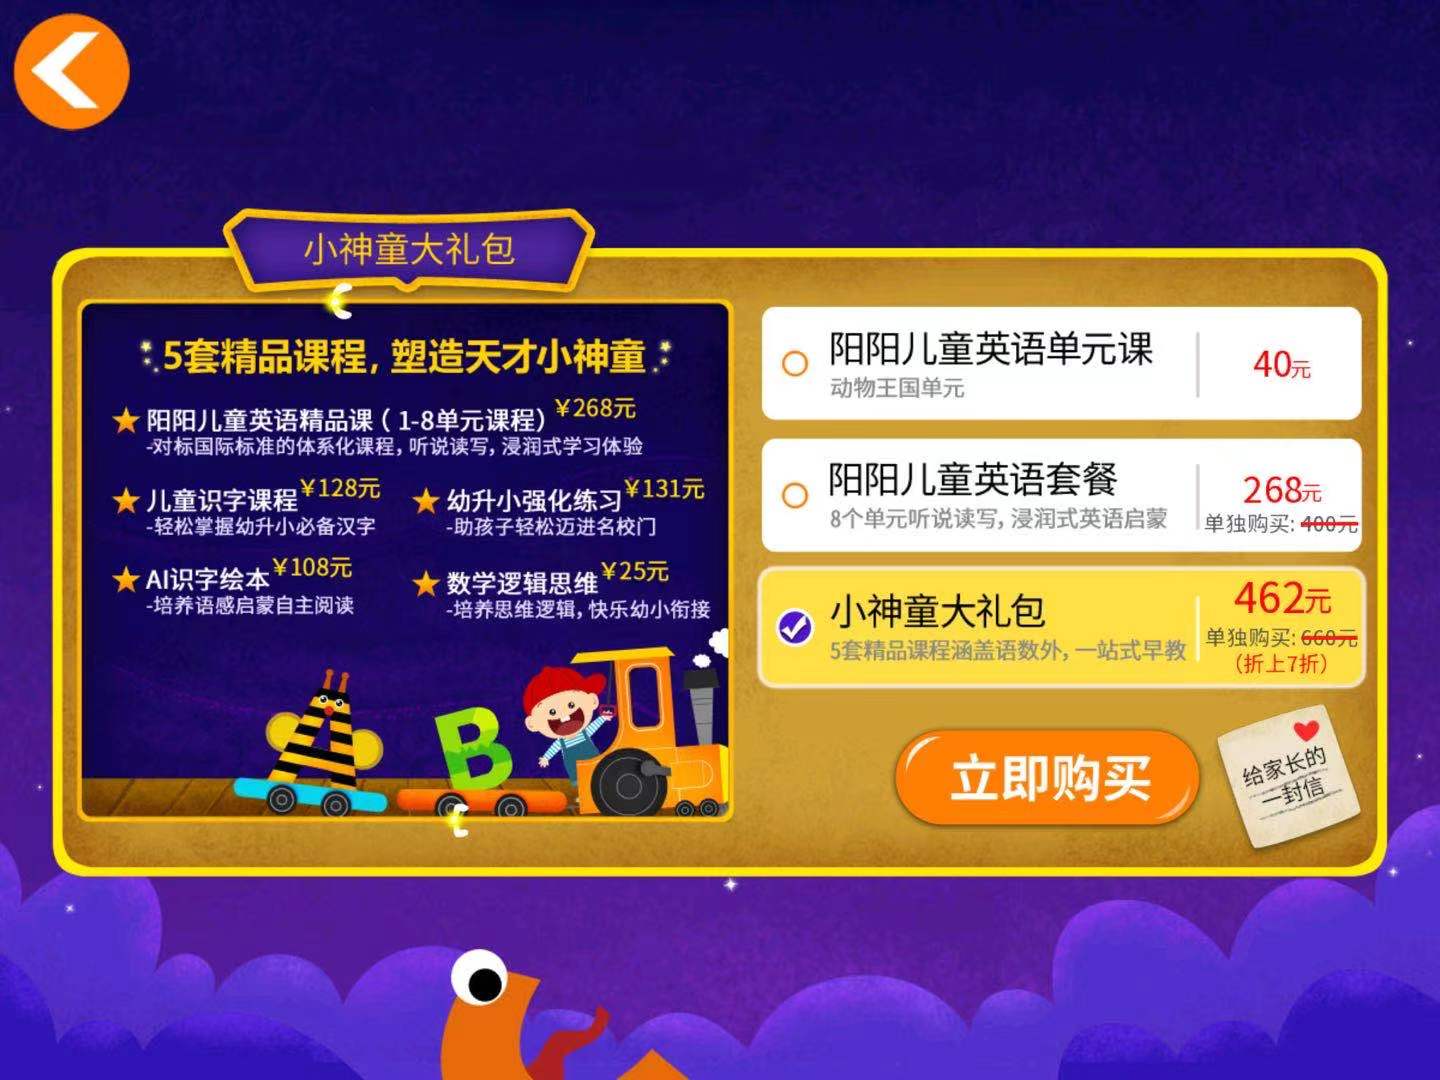 小神童大礼包
5套精品课程, 塑造天才小神童
阳阳儿童英语精品课 ( 1-8单元课程) ¥268元
-对标国际标准的体系化课程, 听说读写, 浸润式学习体验
儿童识字课程 ¥128元
-轻松掌握幼升小必备汉字
幼升小强化练习 ¥131元
-助孩子轻松迈进名校门
AI识字绘本 ¥108元
-培养语感启蒙自主阅读
数学逻辑思维 ¥25元
-培养思维逻辑, 快乐幼小衔接
A
B
阳阳儿童英语单元课
动物王国单元
40元
阳阳儿童英语套餐
8个单元听说读写, 浸润式英语启蒙
268元
单独购买: 400元
小神童大礼包
5套精品课程涵盖语数外, 一站式早教
462元
单独购买: 660元
(折上7折)
立即购买
给家长的
一封信